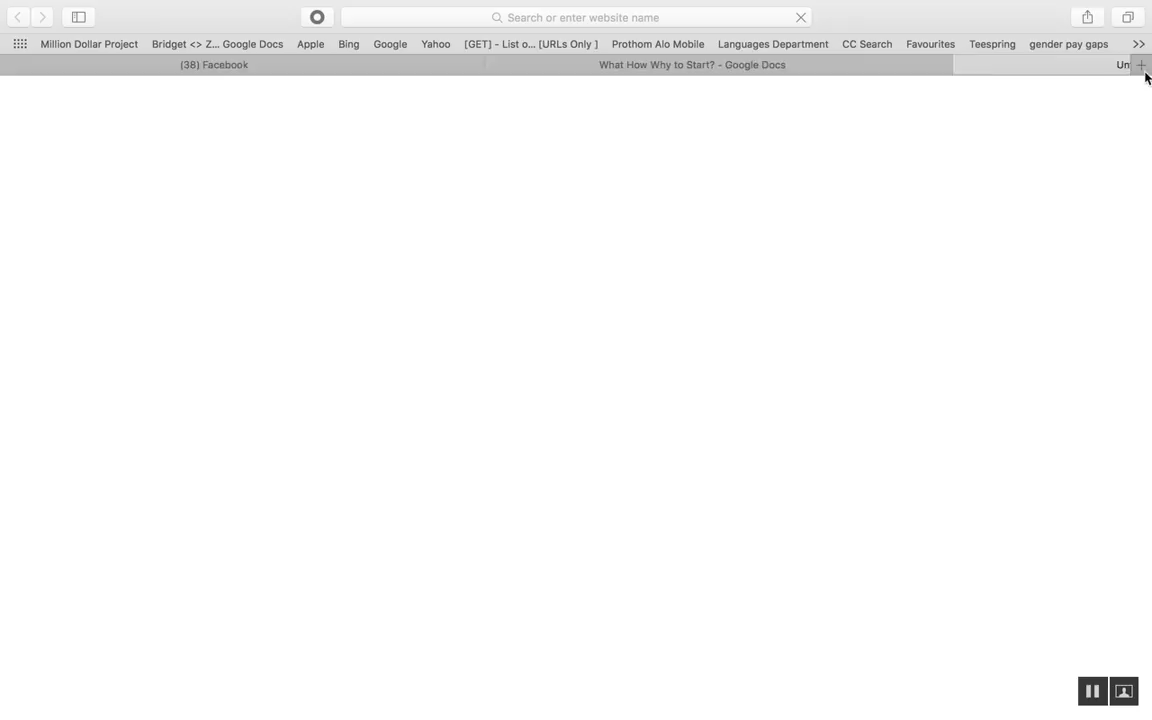 Search or enter website name
Million Dollar Project Bridget <> Z... Google Docs Apple Bing Google Yahoo [GET] - List o... [URLs Only ] Prothom Alo Mobile Languages Department CC Search Favourites Teespring gender pay gaps >>
(38) Facebook What How Why to Start? - Google Docs